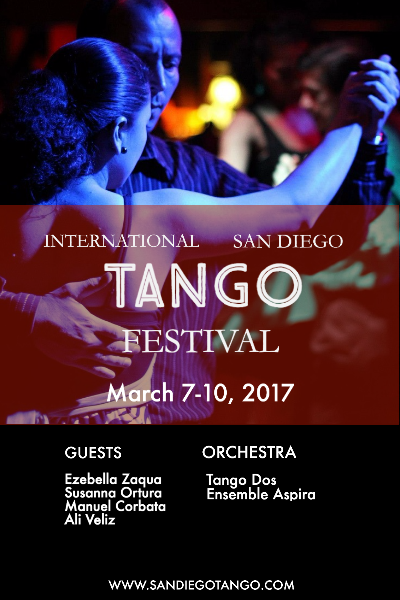 INTERNATIONAL SAN DIEGO
TANGO
FESTIVAL
March 7-10, 2017
GUESTS
Ezebella Zaqua
Susanna Ortura
Manuel Corbata
Ali Veliz
ORCHESTRA
Tango Dos
Ensemble Aspira
WWW.SANDIEGOTANGO.COM